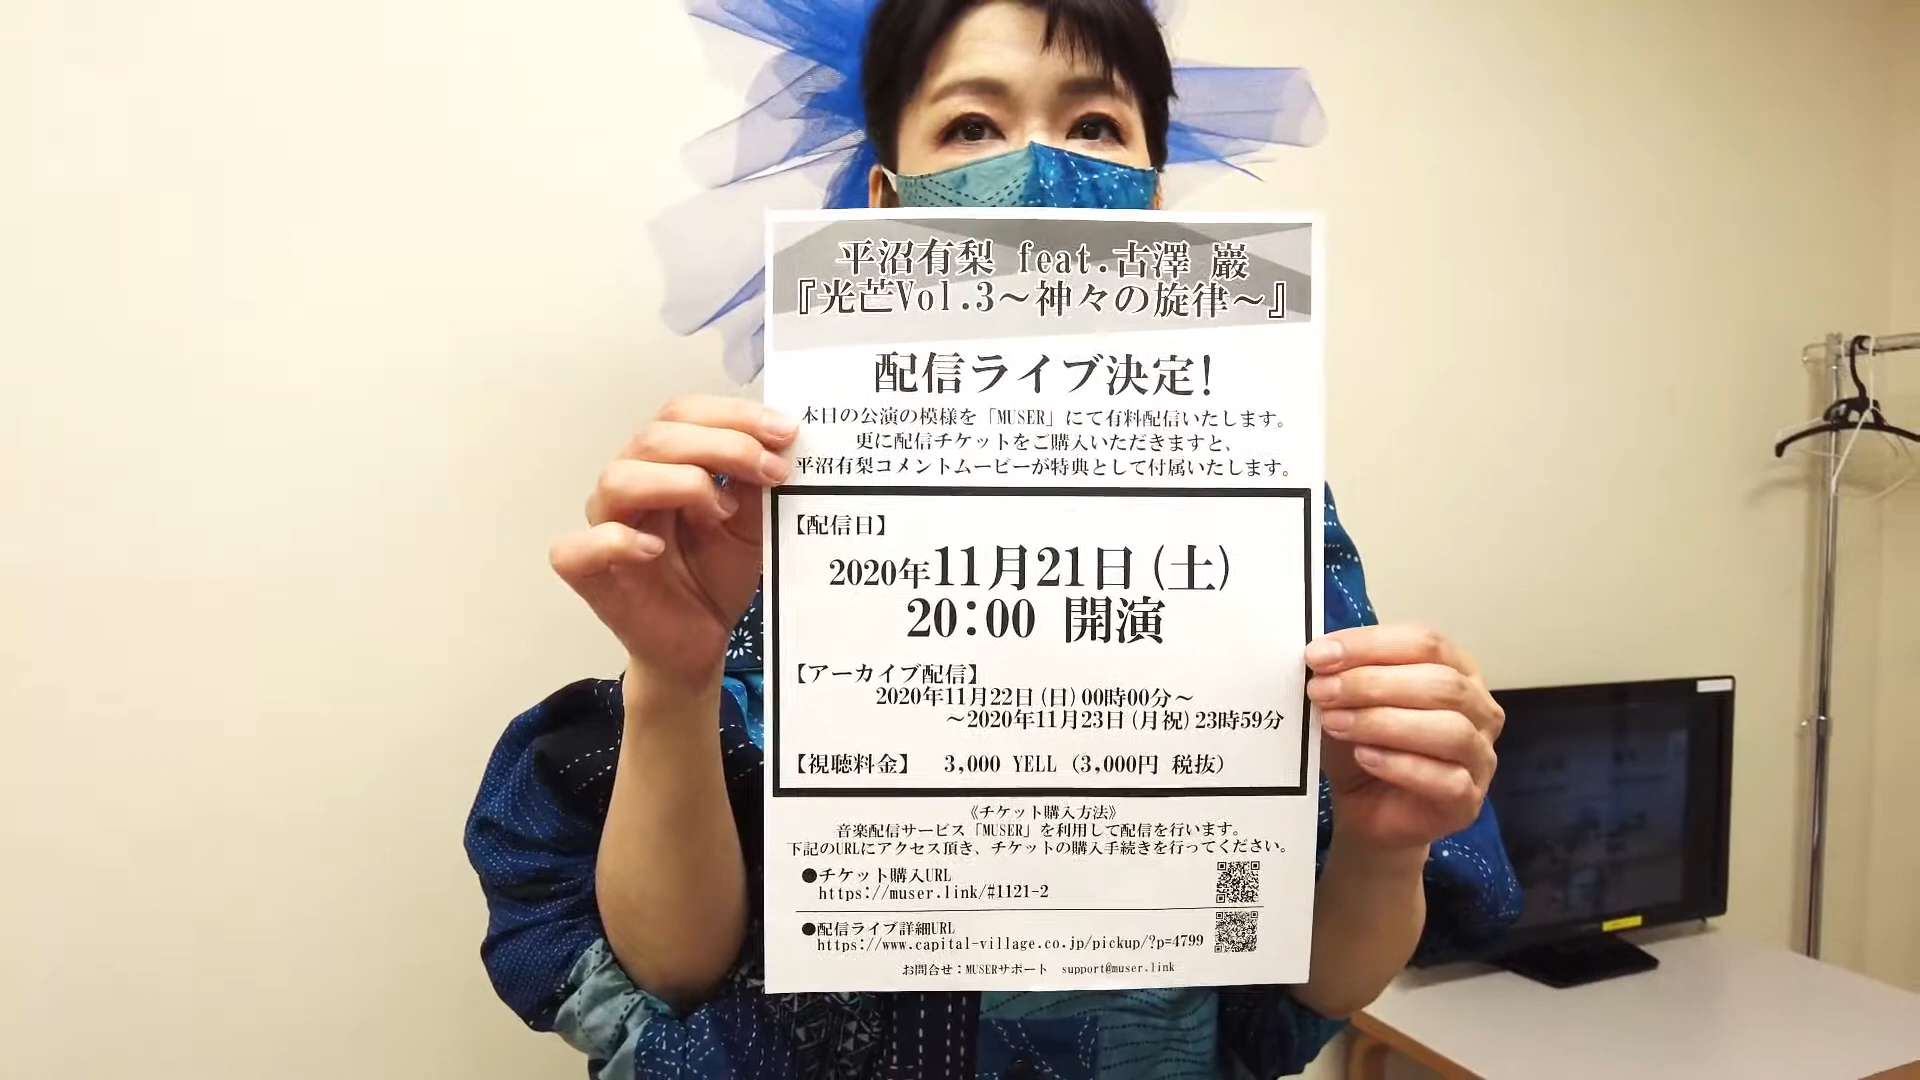 平沼有梨 feat.古澤 巖
『光芒Vol.3～神々の旋律～』
配信ライブ決定!
本日の公演の模様を「MUSER」にて有料配信いたします。
更に配信チケットをご購入いただきますと、
平沼有梨コメントムービーが特典として付属いたします。
【配信日】
2020年11月21日(土)
20:00 開演
【アーカイブ配信】
2020年11月22日(日)00時00分～
～2020年11月23日(月祝)23時59分
【視聴料金】 3,000 YELL (3,000円 税抜)
《チケット購入方法》
音楽配信サービス「MUSER」を利用して配信を行います。
下記のURLにアクセス頂き、チケットの購入手続きを行ってください。
●チケット購入URL
https://muser.link/#1121-2
●配信ライブ詳細URL
https://www.capital-village.co.jp/pickup/?p=4799
お問合せ：MUSERサポート support@muser.link